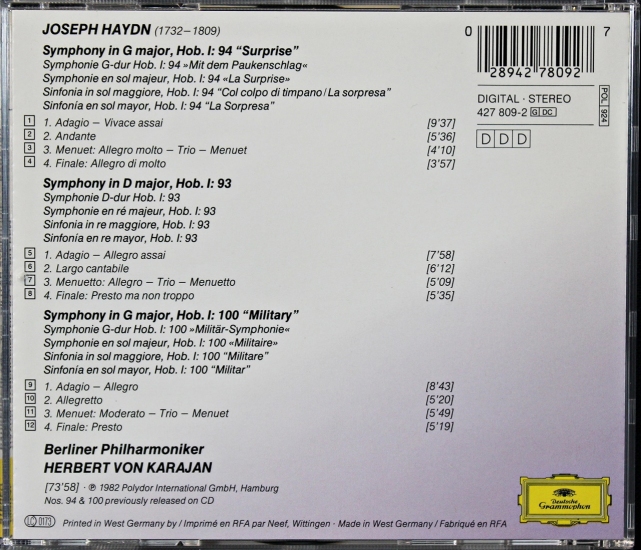 JOSEPH HAYDN (1732–1809)
Symphony in G major, Hob. I: 94 "Surprise"
Symphonie G-dur Hob. I: 94 »Mit dem Paukenschlag«
Symphonie en sol majeur, Hob. I: 94 «La Surprise»
Sinfonia in sol maggiore, Hob. I: 94 "Col colpo di timpano/La sorpresa"
Sinfonía en sol mayor, Hob. I: 94 "La Sorpresa"
1 1. Adagio – Vivace assai [9'37]
2 2. Andante [5'36]
3 3. Menuet: Allegro molto – Trio – Menuet [4'10]
4 4. Finale: Allegro di molto [3'57]
Symphony in D major, Hob. I: 93
Symphonie D-dur Hob. I: 93
Symphonie en ré majeur, Hob. I: 93
Sinfonia in re maggiore, Hob. I: 93
Sinfonía en re mayor, Hob. I: 93
5 1. Adagio – Allegro assai [7'58]
6 2. Largo cantabile [6'12]
7 3. Menuetto: Allegro – Trio – Menuetto [5'09]
8 4. Finale: Presto ma non troppo [5'35]
Symphony in G major, Hob. I: 100 "Military"
Symphonie G-dur Hob. I: 100 »Militär-Symphonie«
Symphonie en sol majeur, Hob. I: 100 «Militaire»
Sinfonia in sol maggiore, Hob. I: 100 "Militare"
Sinfonía en sol mayor, Hob. I: 100 "Militar"
9 1. Adagio – Allegro [8'43]
10 2. Allegretto [5'20]
11 3. Menuet: Moderato – Trio – Menuet [5'49]
12 4. Finale: Presto [5'19]
Berliner Philharmoniker
HERBERT VON KARAJAN
[73'58] · ℗ 1982 Polydor International GmbH, Hamburg
Nos. 94 & 100 previously released on CD
LC 0173 Printed in West Germany by / Imprimé en RFA par Neef, Wittingen · Made in West Germany / Fabriqué en RFA
0 28942 78092 7
DIGITAL · STEREO
427 809-2 G DC
POL 924
D D D
Deutsche
Grammophon